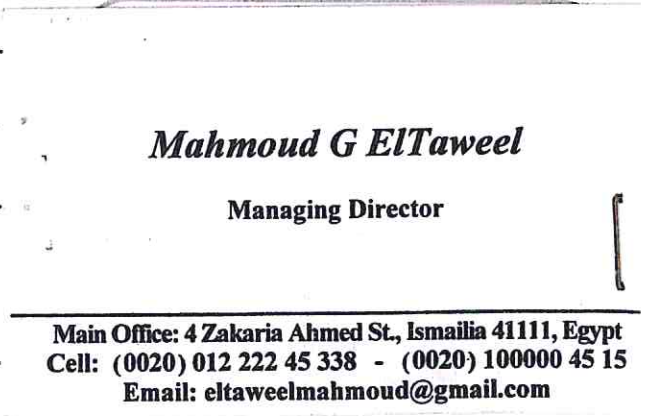 Mahmoud G ElTaweel
Managing Director
Main Office: 4 Zakaria Ahmed St., Ismailia 41111, Egypt
Cell: (0020) 012 222 45 338 - (0020) 100000 45 15
Email: eltaweelmahmoud@gmail.com